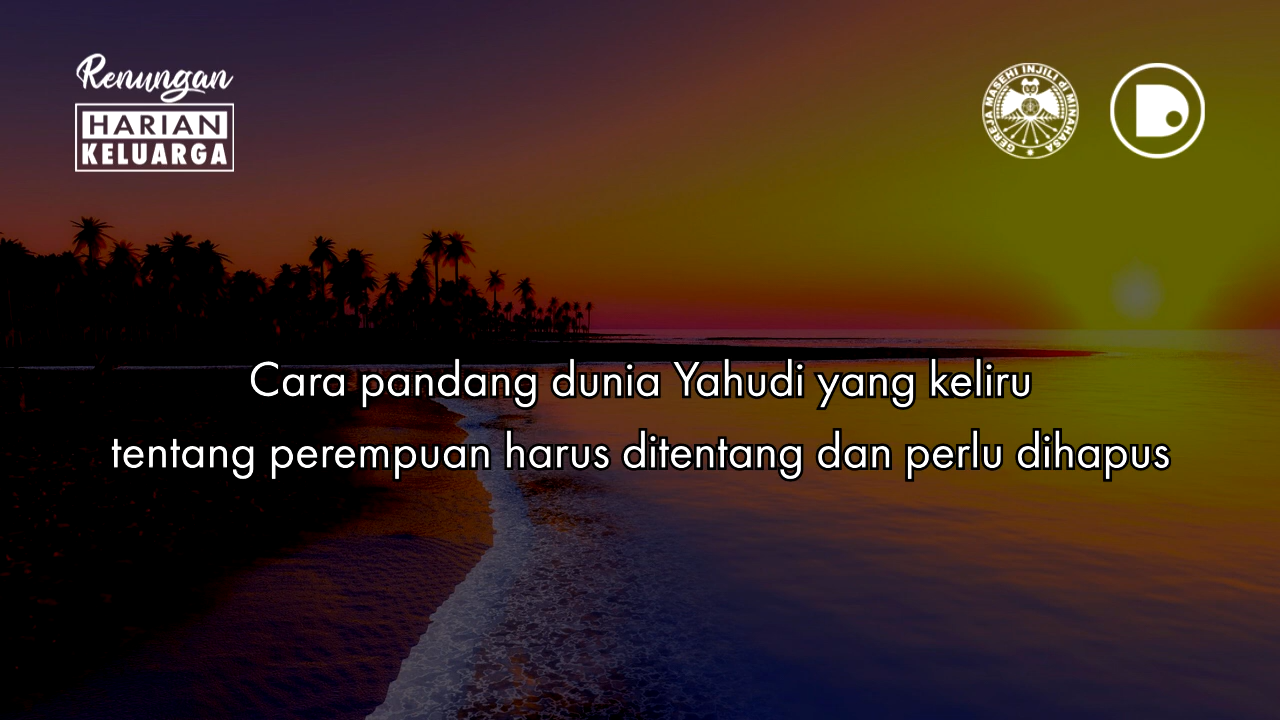 Renungan
HARIAN
KELUARGA
GEREJA MASEHI INJILI di MINAHASA
Cara pandang dunia Yahudi yang keliru
tentang perempuan harus ditentang dan perlu dihapus